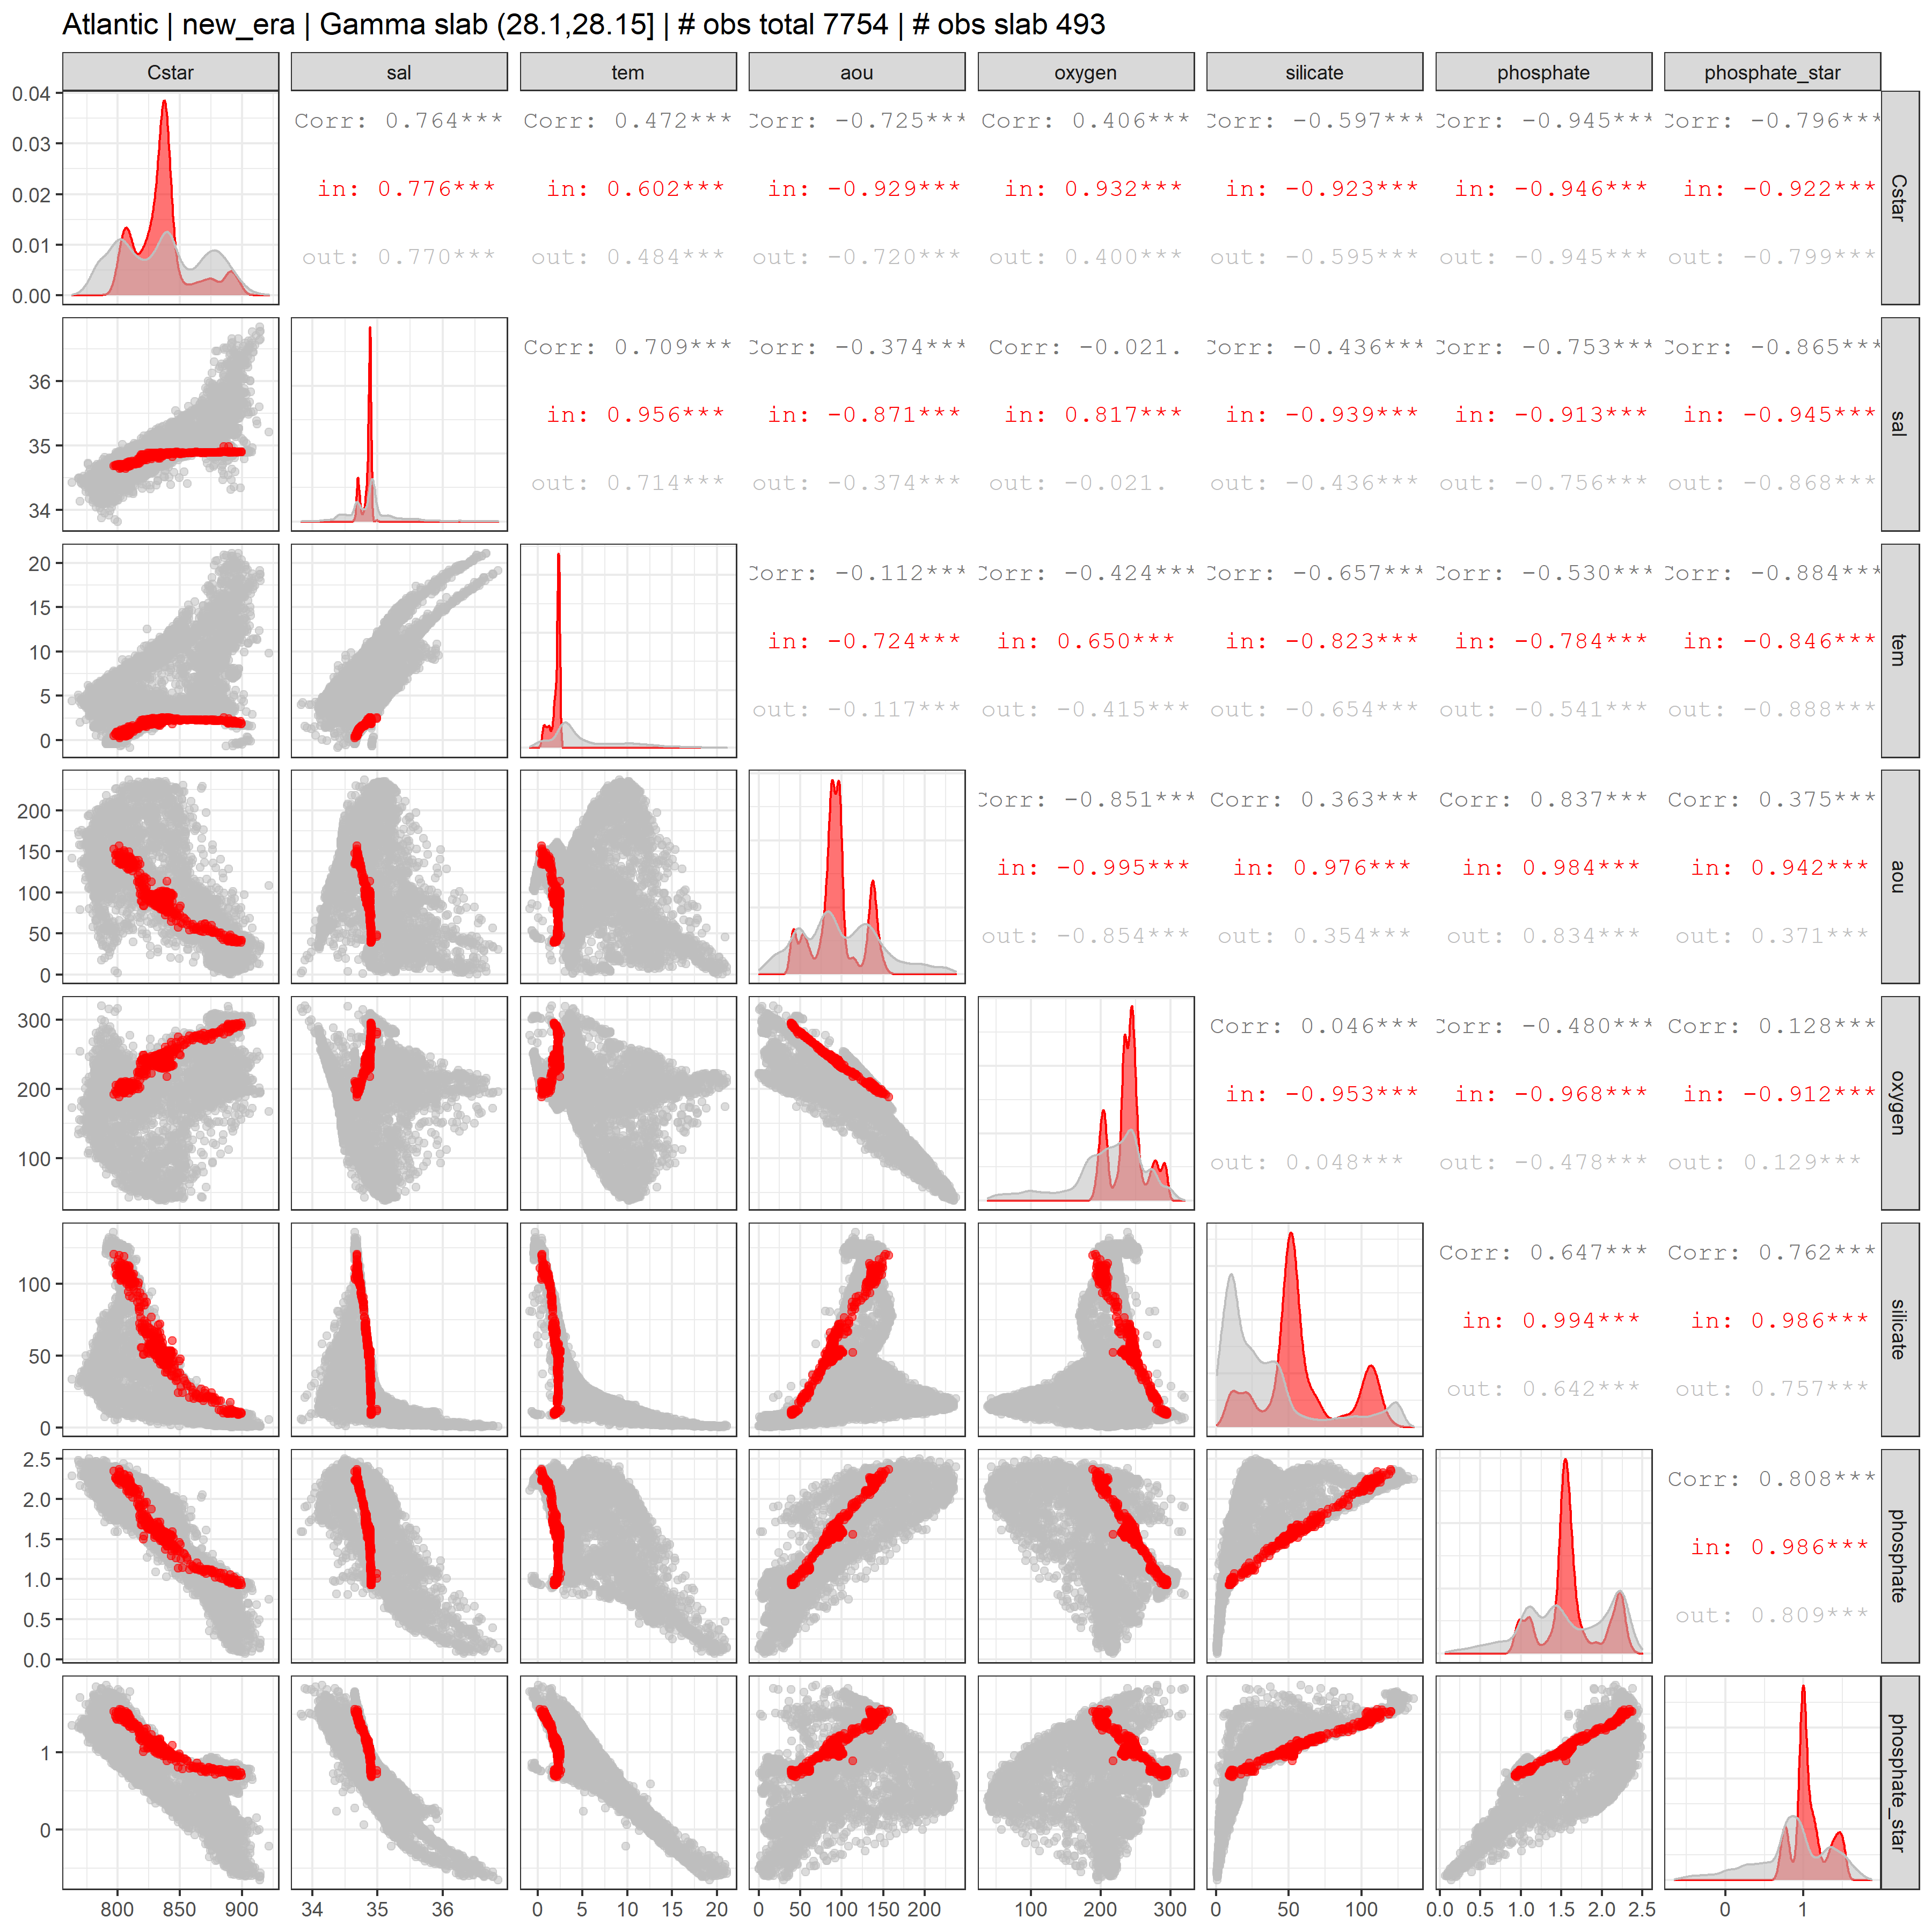 Atlantic | new_era | Gamma slab (28.1,28.15] | # obs total 7754 | # obs slab 493
Cstar sal tem aou oxygen silicate phosphate phosphate_star
0.04
0.03
0.02
0.01
0.00
Corr: 0.764*** Corr: 0.472*** Corr: -0.725*** Corr: 0.406*** Corr: -0.597*** Corr: -0.945*** Corr: -0.796***
in: 0.776*** in: 0.602*** in: -0.929*** in: 0.932*** in: -0.923*** in: -0.946*** in: -0.922***
out: 0.770*** out: 0.484*** out: -0.720*** out: 0.400*** out: -0.595*** out: -0.945*** out: -0.799***
Cstar
36
35
34
Corr: 0.709*** Corr: -0.374*** Corr: -0.021. Corr: -0.436*** Corr: -0.753*** Corr: -0.865***
in: 0.956*** in: -0.871*** in: 0.817*** in: -0.939*** in: -0.913*** in: -0.945***
out: 0.714*** out: -0.374*** out: -0.021. out: -0.436*** out: -0.756*** out: -0.868***
sal
20
15
10
5
0
Corr: -0.112*** Corr: -0.424*** Corr: -0.657*** Corr: -0.530*** Corr: -0.884***
in: -0.724*** in: 0.650*** in: -0.823*** in: -0.784*** in: -0.846***
out: -0.117*** out: -0.415*** out: -0.654*** out: -0.541*** out: -0.888***
tem
200
150
100
50
0
Corr: -0.851*** Corr: 0.363*** Corr: 0.837*** Corr: 0.375***
in: -0.995*** in: 0.976*** in: 0.984*** in: 0.942***
out: -0.854*** out: 0.354*** out: 0.834*** out: 0.371***
aou
300
200
100
Corr: 0.046*** Corr: -0.480*** Corr: 0.128***
in: -0.953*** in: -0.968*** in: -0.912***
out: 0.048*** out: -0.478*** out: 0.129***
oxygen
100
50
0
Corr: 0.647*** Corr: 0.762***
in: 0.994*** in: 0.986***
out: 0.642*** out: 0.757***
silicate
2.5
2.0
1.5
1.0
0.5
0.0
Corr: 0.808***
in: 0.986***
out: 0.809***
phosphate
1
0
phosphate_star
800 850 900 34 35 36 0 5 10 15 20 0 50 100 150 200 100 200 300 0 50 100 0.0 0.5 1.0 1.5 2.0 2.5 0 1